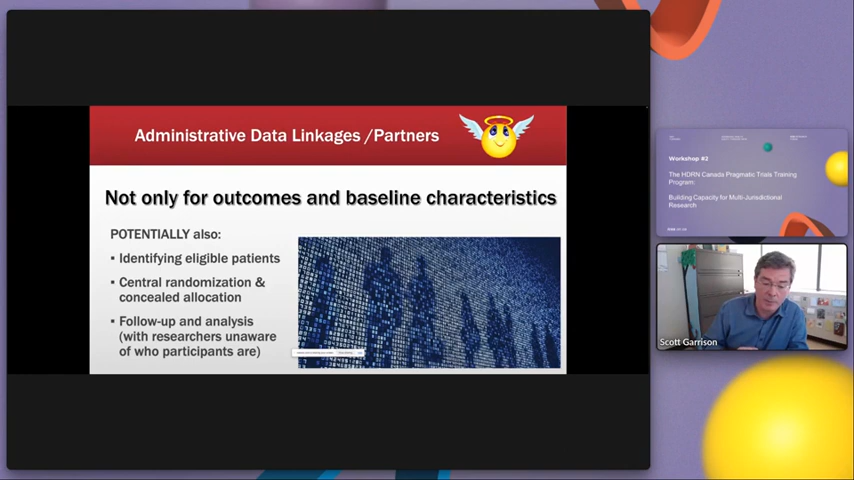 Administrative Data Linkages /Partners
Not only for outcomes and baseline characteristics
POTENTIALLY also:
▪ Identifying eligible patients
▪ Central randomization &
concealed allocation
▪ Follow-up and analysis
(with researchers unaware
of who participants are)
Workshop #2
The HDRN Canada Pragmatic Trials Training
Program:
Building Capacity for Multi-Jurisdictional
Research
Scott Garrison